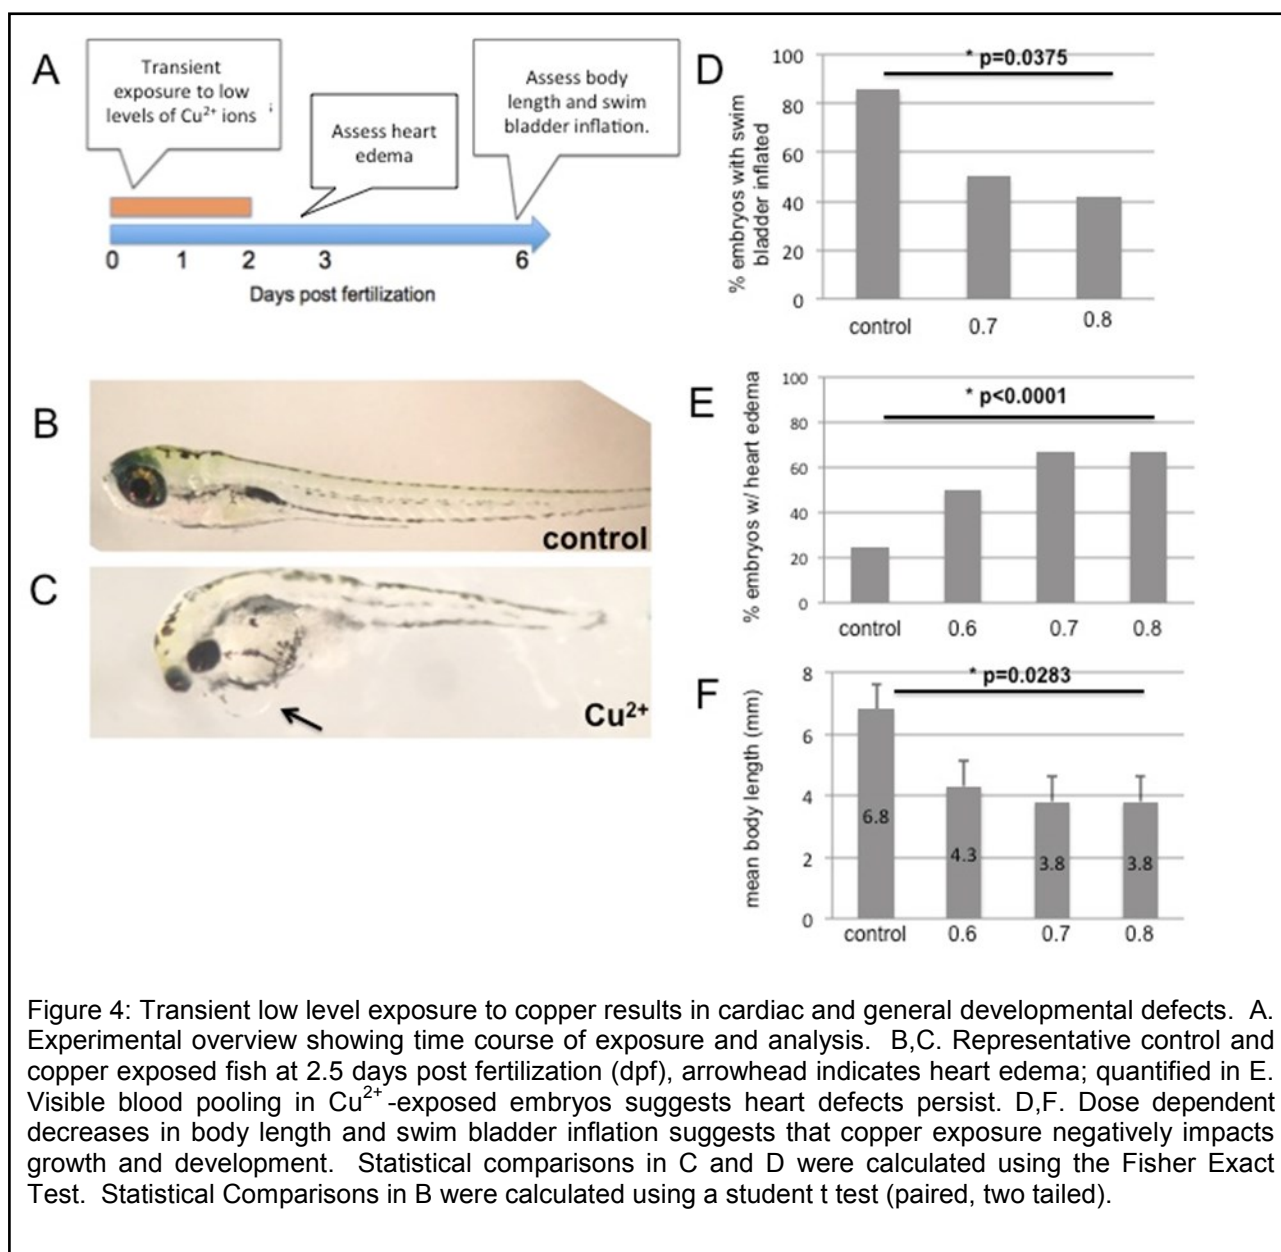 A
Transient
exposure to low
levels of Cu²⁺ ions ;
Assess heart
edema
Assess body
length and swim
bladder inflation.
0 1 2 3 6
Days post fertilization
B
control
C
Cu²⁺
D
* p=0.0375
% embryos with swim
bladder inflated
100
80
60
40
20
0
control 0.7 0.8
E
* p<0.0001
% embryos w/ heart edema
100
80
60
40
20
0
control 0.6 0.7 0.8
F
* p=0.0283
mean body length (mm)
8
6
4
2
0
6.8 4.3 3.8 3.8
control 0.6 0.7 0.8
Figure 4: Transient low level exposure to copper results in cardiac and general developmental defects. A.
Experimental overview showing time course of exposure and analysis. B,C. Representative control and
copper exposed fish at 2.5 days post fertilization (dpf), arrowhead indicates heart edema; quantified in E.
Visible blood pooling in Cu²⁺ -exposed embryos suggests heart defects persist. D,F. Dose dependent
decreases in body length and swim bladder inflation suggests that copper exposure negatively impacts
growth and development. Statistical comparisons in C and D were calculated using the Fisher Exact
Test. Statistical Comparisons in B were calculated using a student t test (paired, two tailed).